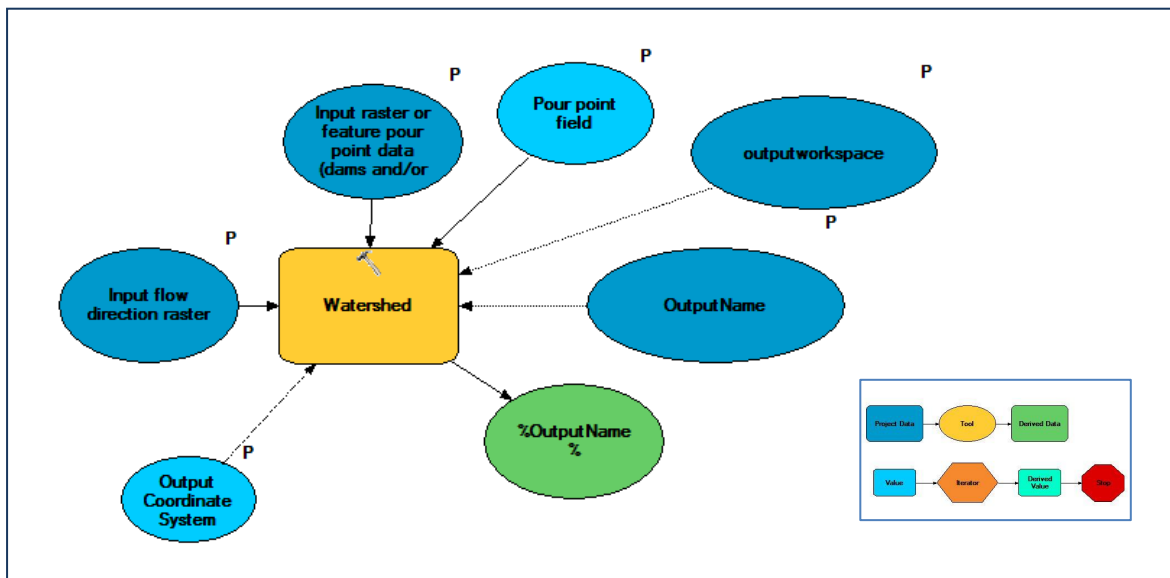 P
Input raster or
feature pour
point data
(dams and/or
P
Pour point
field
P
outputworkspace
P
Input flow
direction raster
Watershed
P
OutputName
%OutputName
%
P
Output
Coordinate
System
Project Data
Tool
Derived Data
Value
Iterator
Derived
Value
Stop